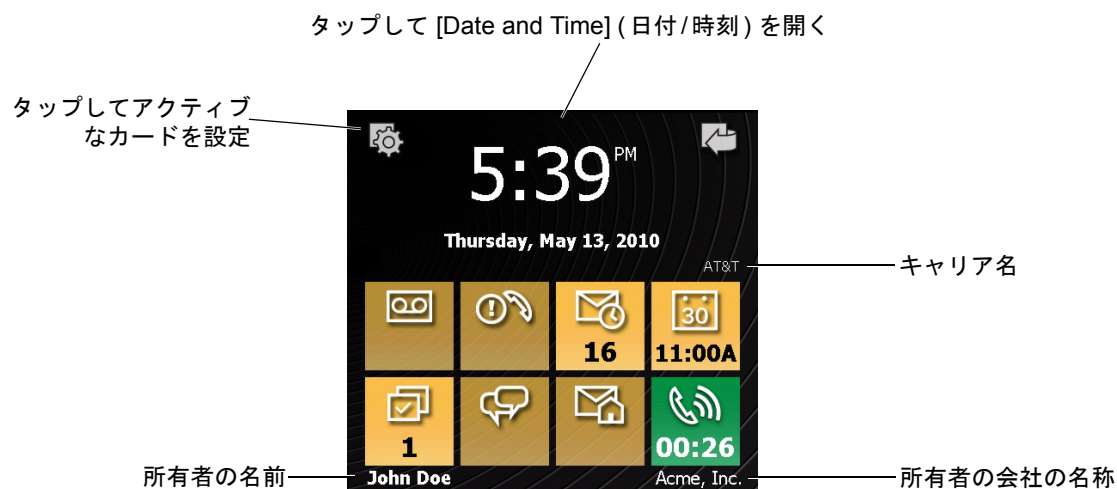 タップして [Date and Time] (日付/時刻) を開く
タップしてアクティブ
なカードを設定
5:39 PM
Thursday, May 13, 2010
AT&T
キャリア名
30
16
11:00A
1
00:26
所有者の名前
John Doe
Acme, Inc.
所有者の会社の名称